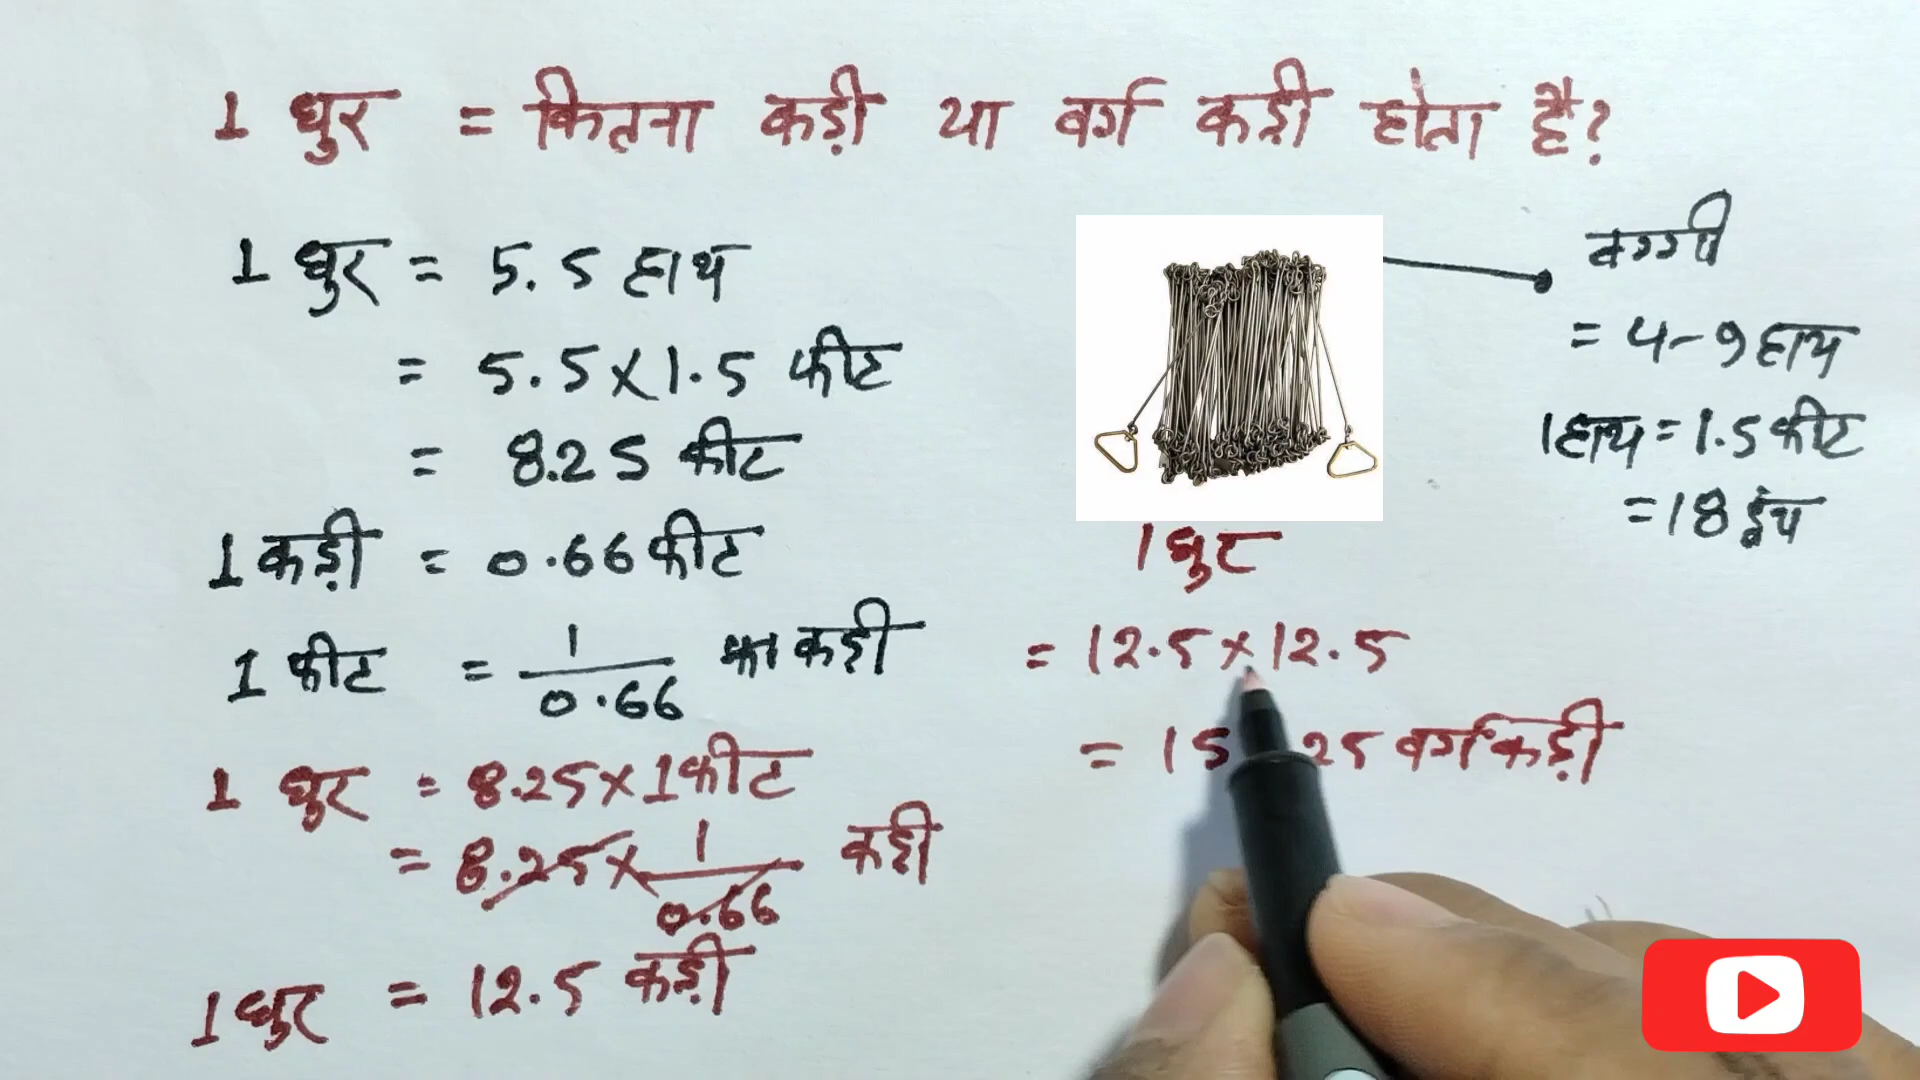 1 धुर = कितना कड़ी या वर्ग कड़ी होता है?
1 धुर = 5.5 हाथ
= 5.5 x 1.5 फीट
= 8.25 फीट
1 कड़ी = 0.66 फीट
1 फीट = 1/0.66 कड़ी
1 धुर = 8.25 x 1 फीट
= 8.25 x 1/0.66 कड़ी
1 धुर = 12.5 कड़ी
= 4-9 हाथ
1 हाथ = 1.5 फीट
= 18 इंच
1 धुर
= 12.5 x 12.5
= 15 25 वर्ग कड़ी